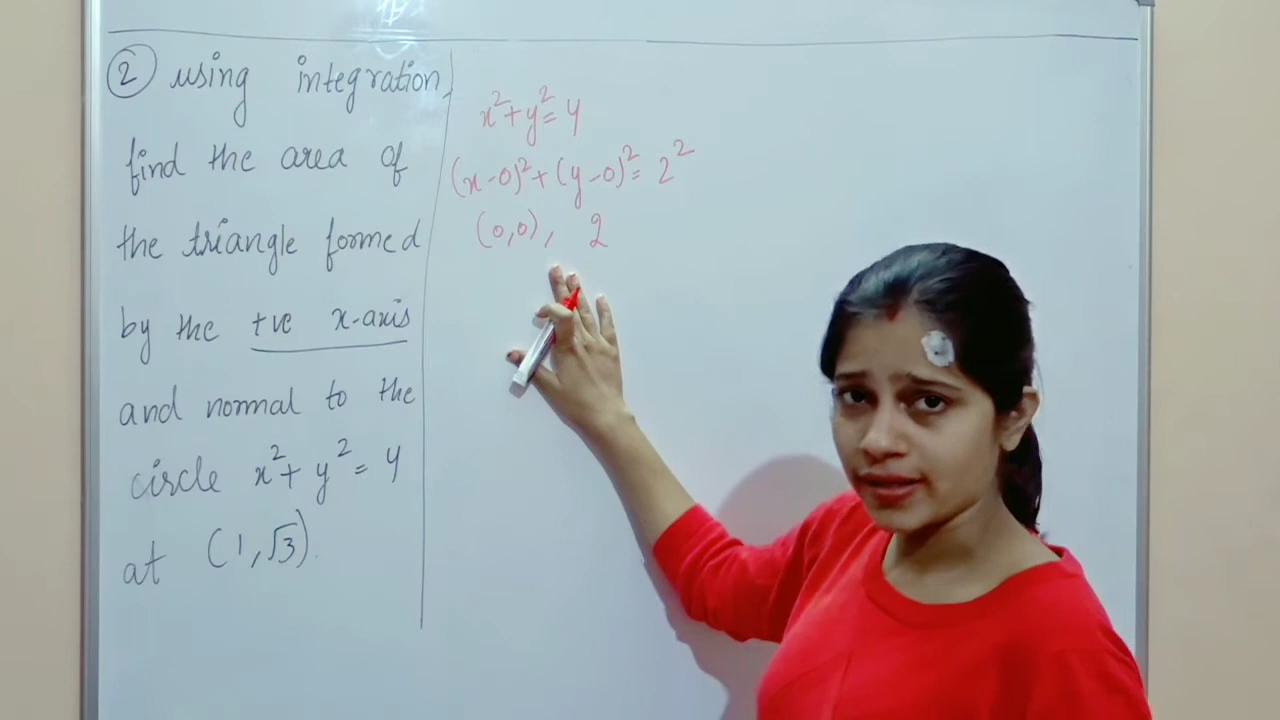 ② using integration,
find the area of
the triangle formed
by the +ve x-axis
and normal to the
circle x² + y² = 4
at (1, √3).
x² + y² = 4
(x - 0)² + (y - 0)² = 2²
(0,0), 2